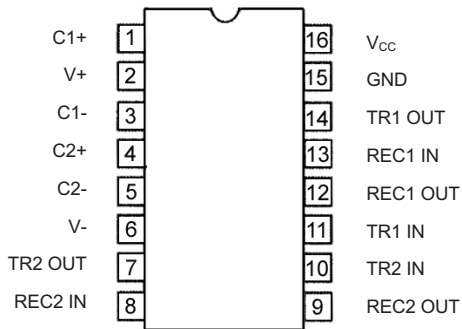 C1+ 1 16 VCC
V+ 2 15 GND
C1- 3 14 TR1 OUT
C2+ 4 13 REC1 IN
C2- 5 12 REC1 OUT
V- 6 11 TR1 IN
TR2 OUT 7 10 TR2 IN
REC2 IN 8 9 REC2 OUT